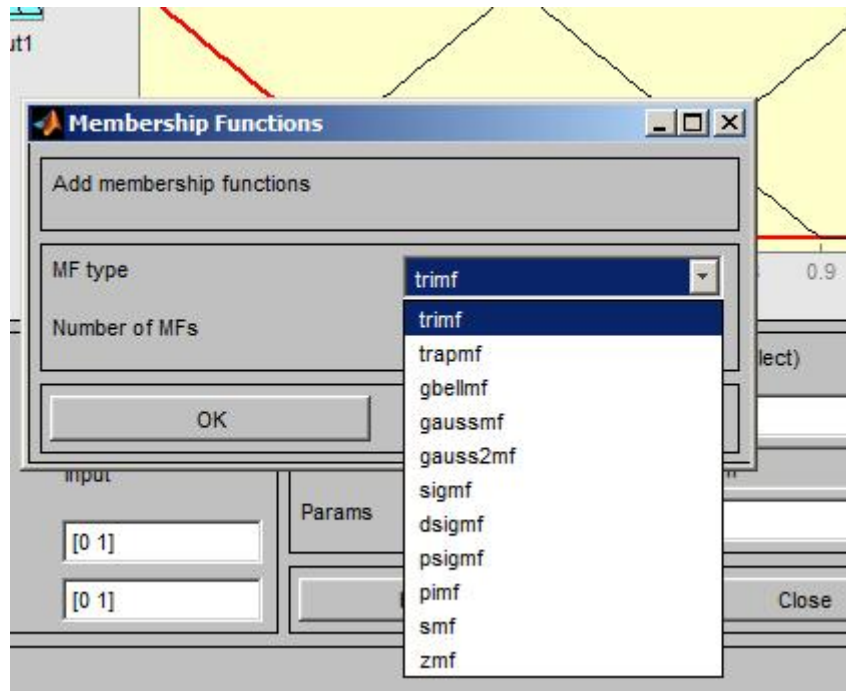 ut1
Membership Functions
Add membership functions
MF type
trimf
0.9
Number of MFs
trimf
trapmf
gbellmf
gaussmf
gauss2mf
sigmf
dsigmf
psigmf
pimf
smf
zmf
lect)
OK
Input
Params
[0 1]
[0 1]
Close